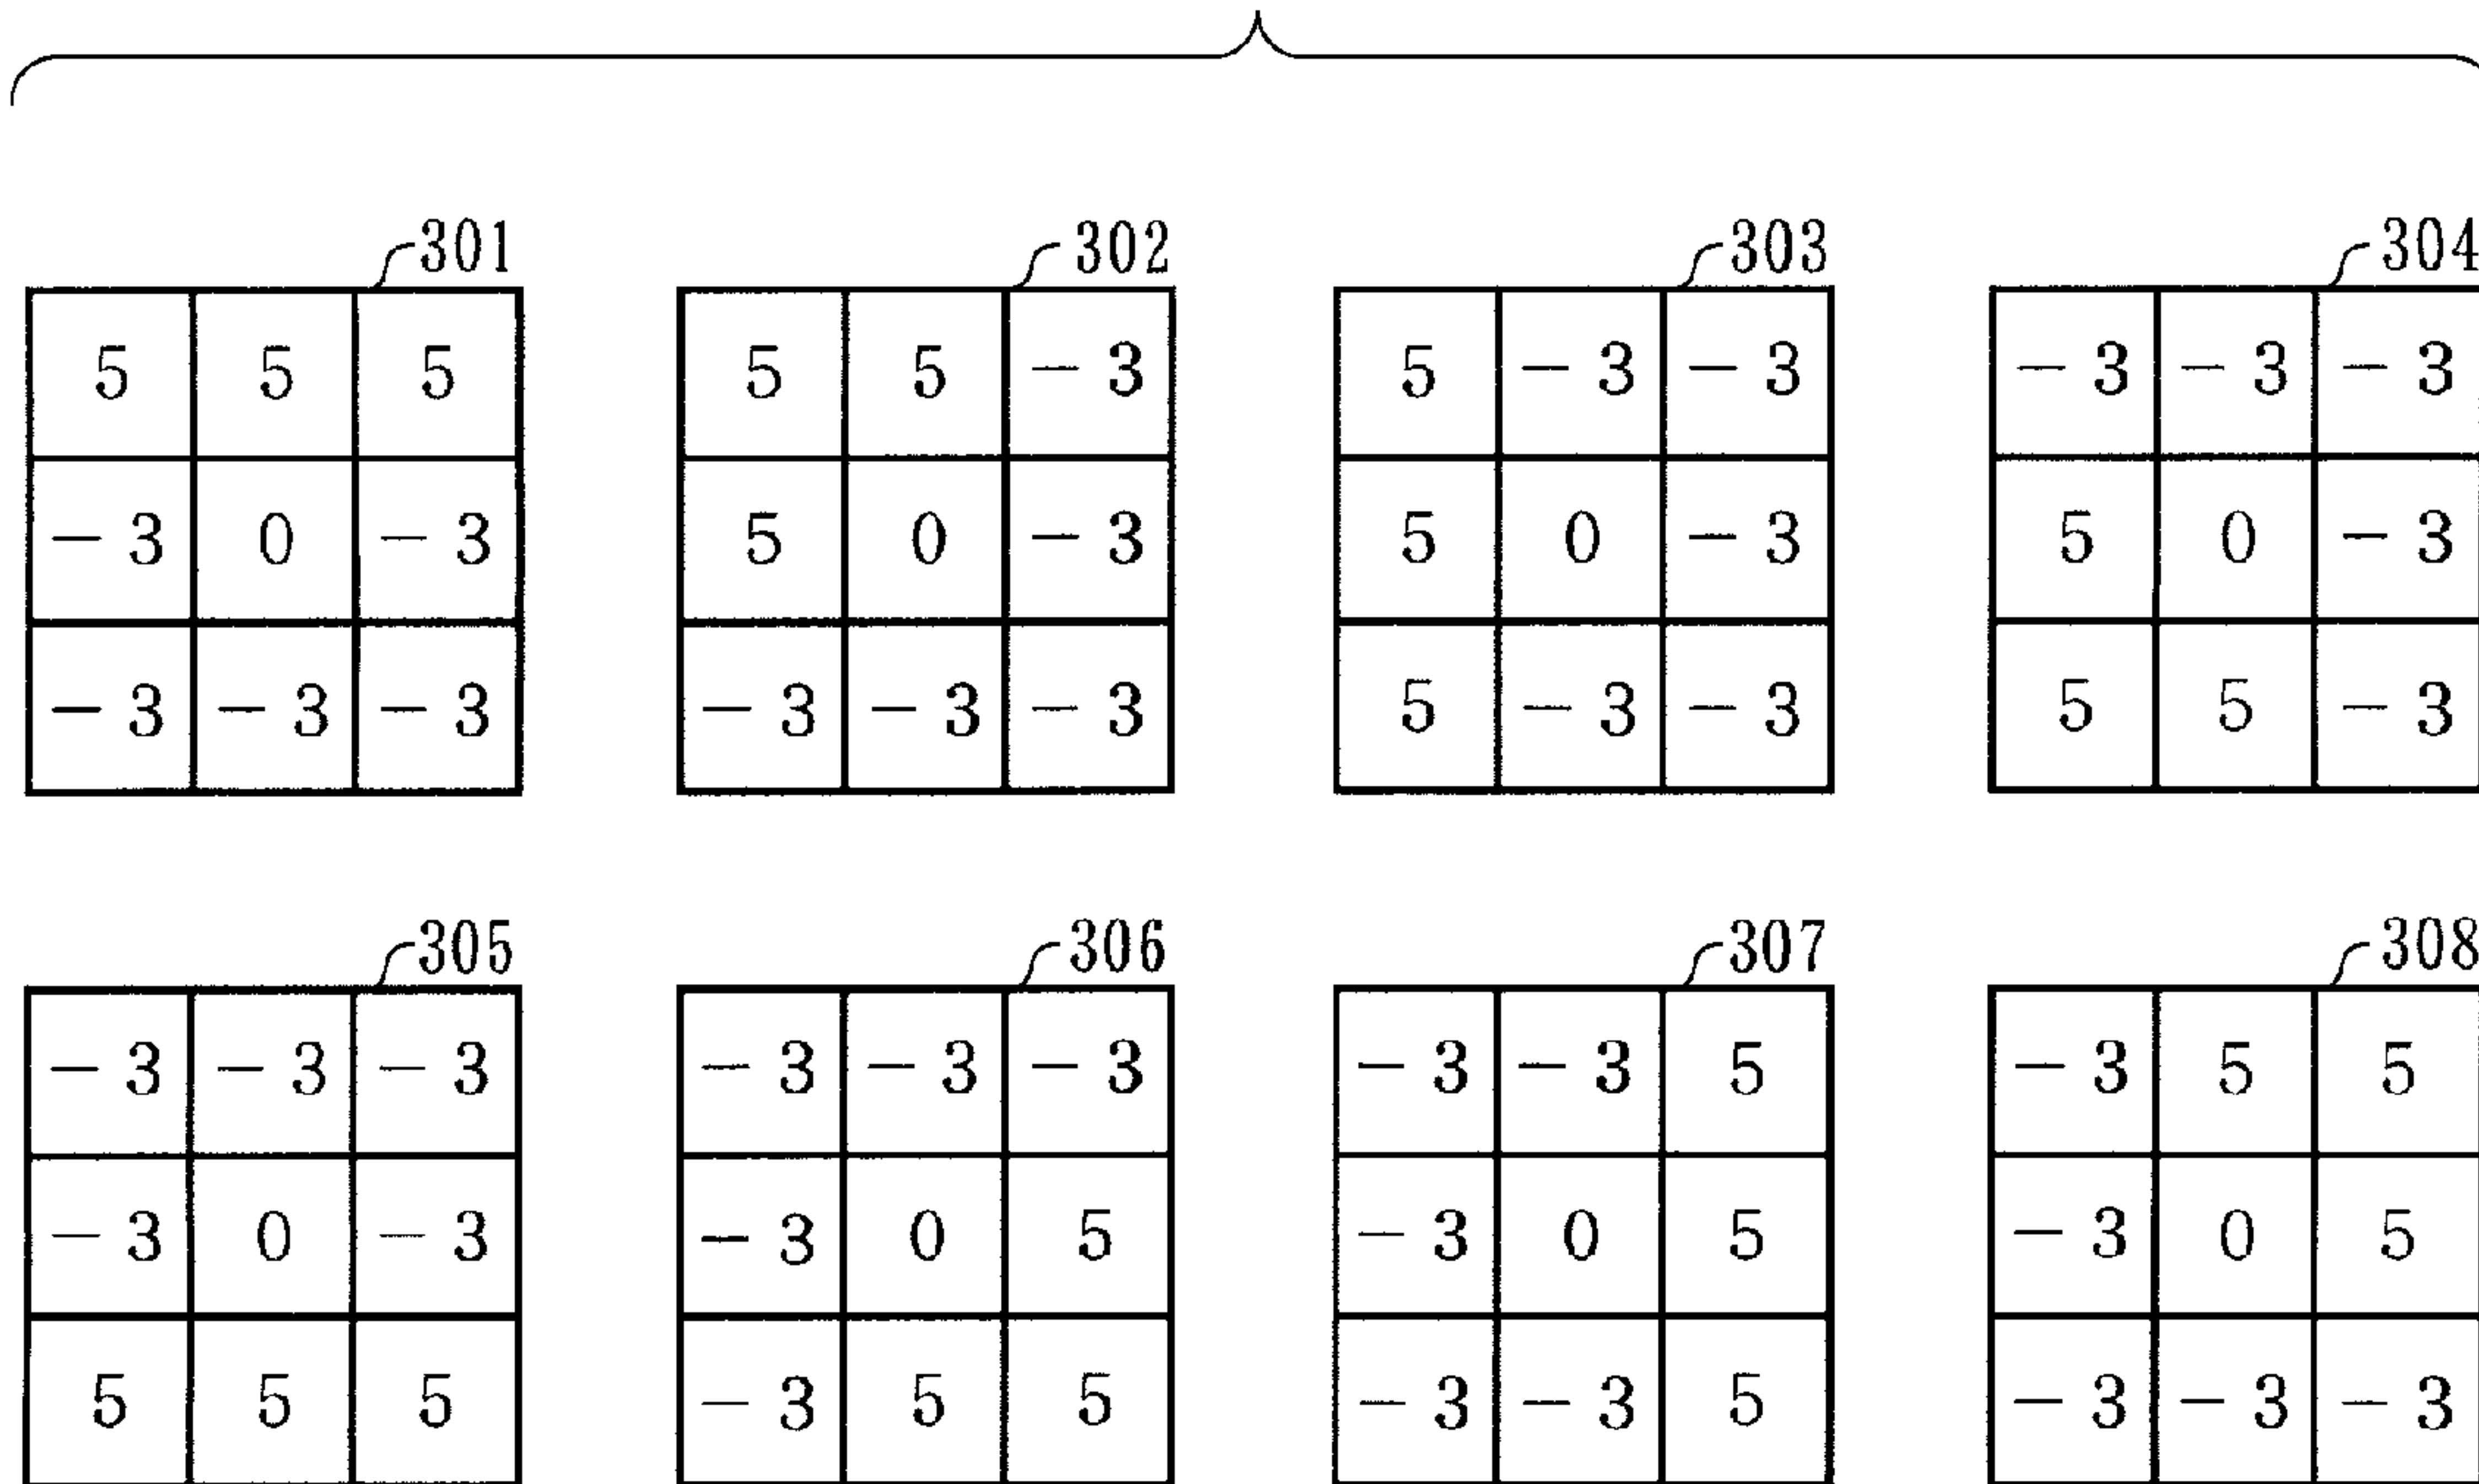 301 302 303 304
5 5 5 5 5 −3 5 −3 −3 −3 −3 −3
−3 0 −3 5 0 −3 5 0 −3 5 0 −3
−3 −3 −3 −3 −3 −3 5 −3 −3 5 5 −3
305 306 307 308
−3 −3 −3 −3 −3 −3 −3 −3 5 −3 5 5
−3 0 −3 −3 0 5 −3 0 5 −3 0 5
5 5 5 −3 5 5 −3 −3 5 −3 −3 −3